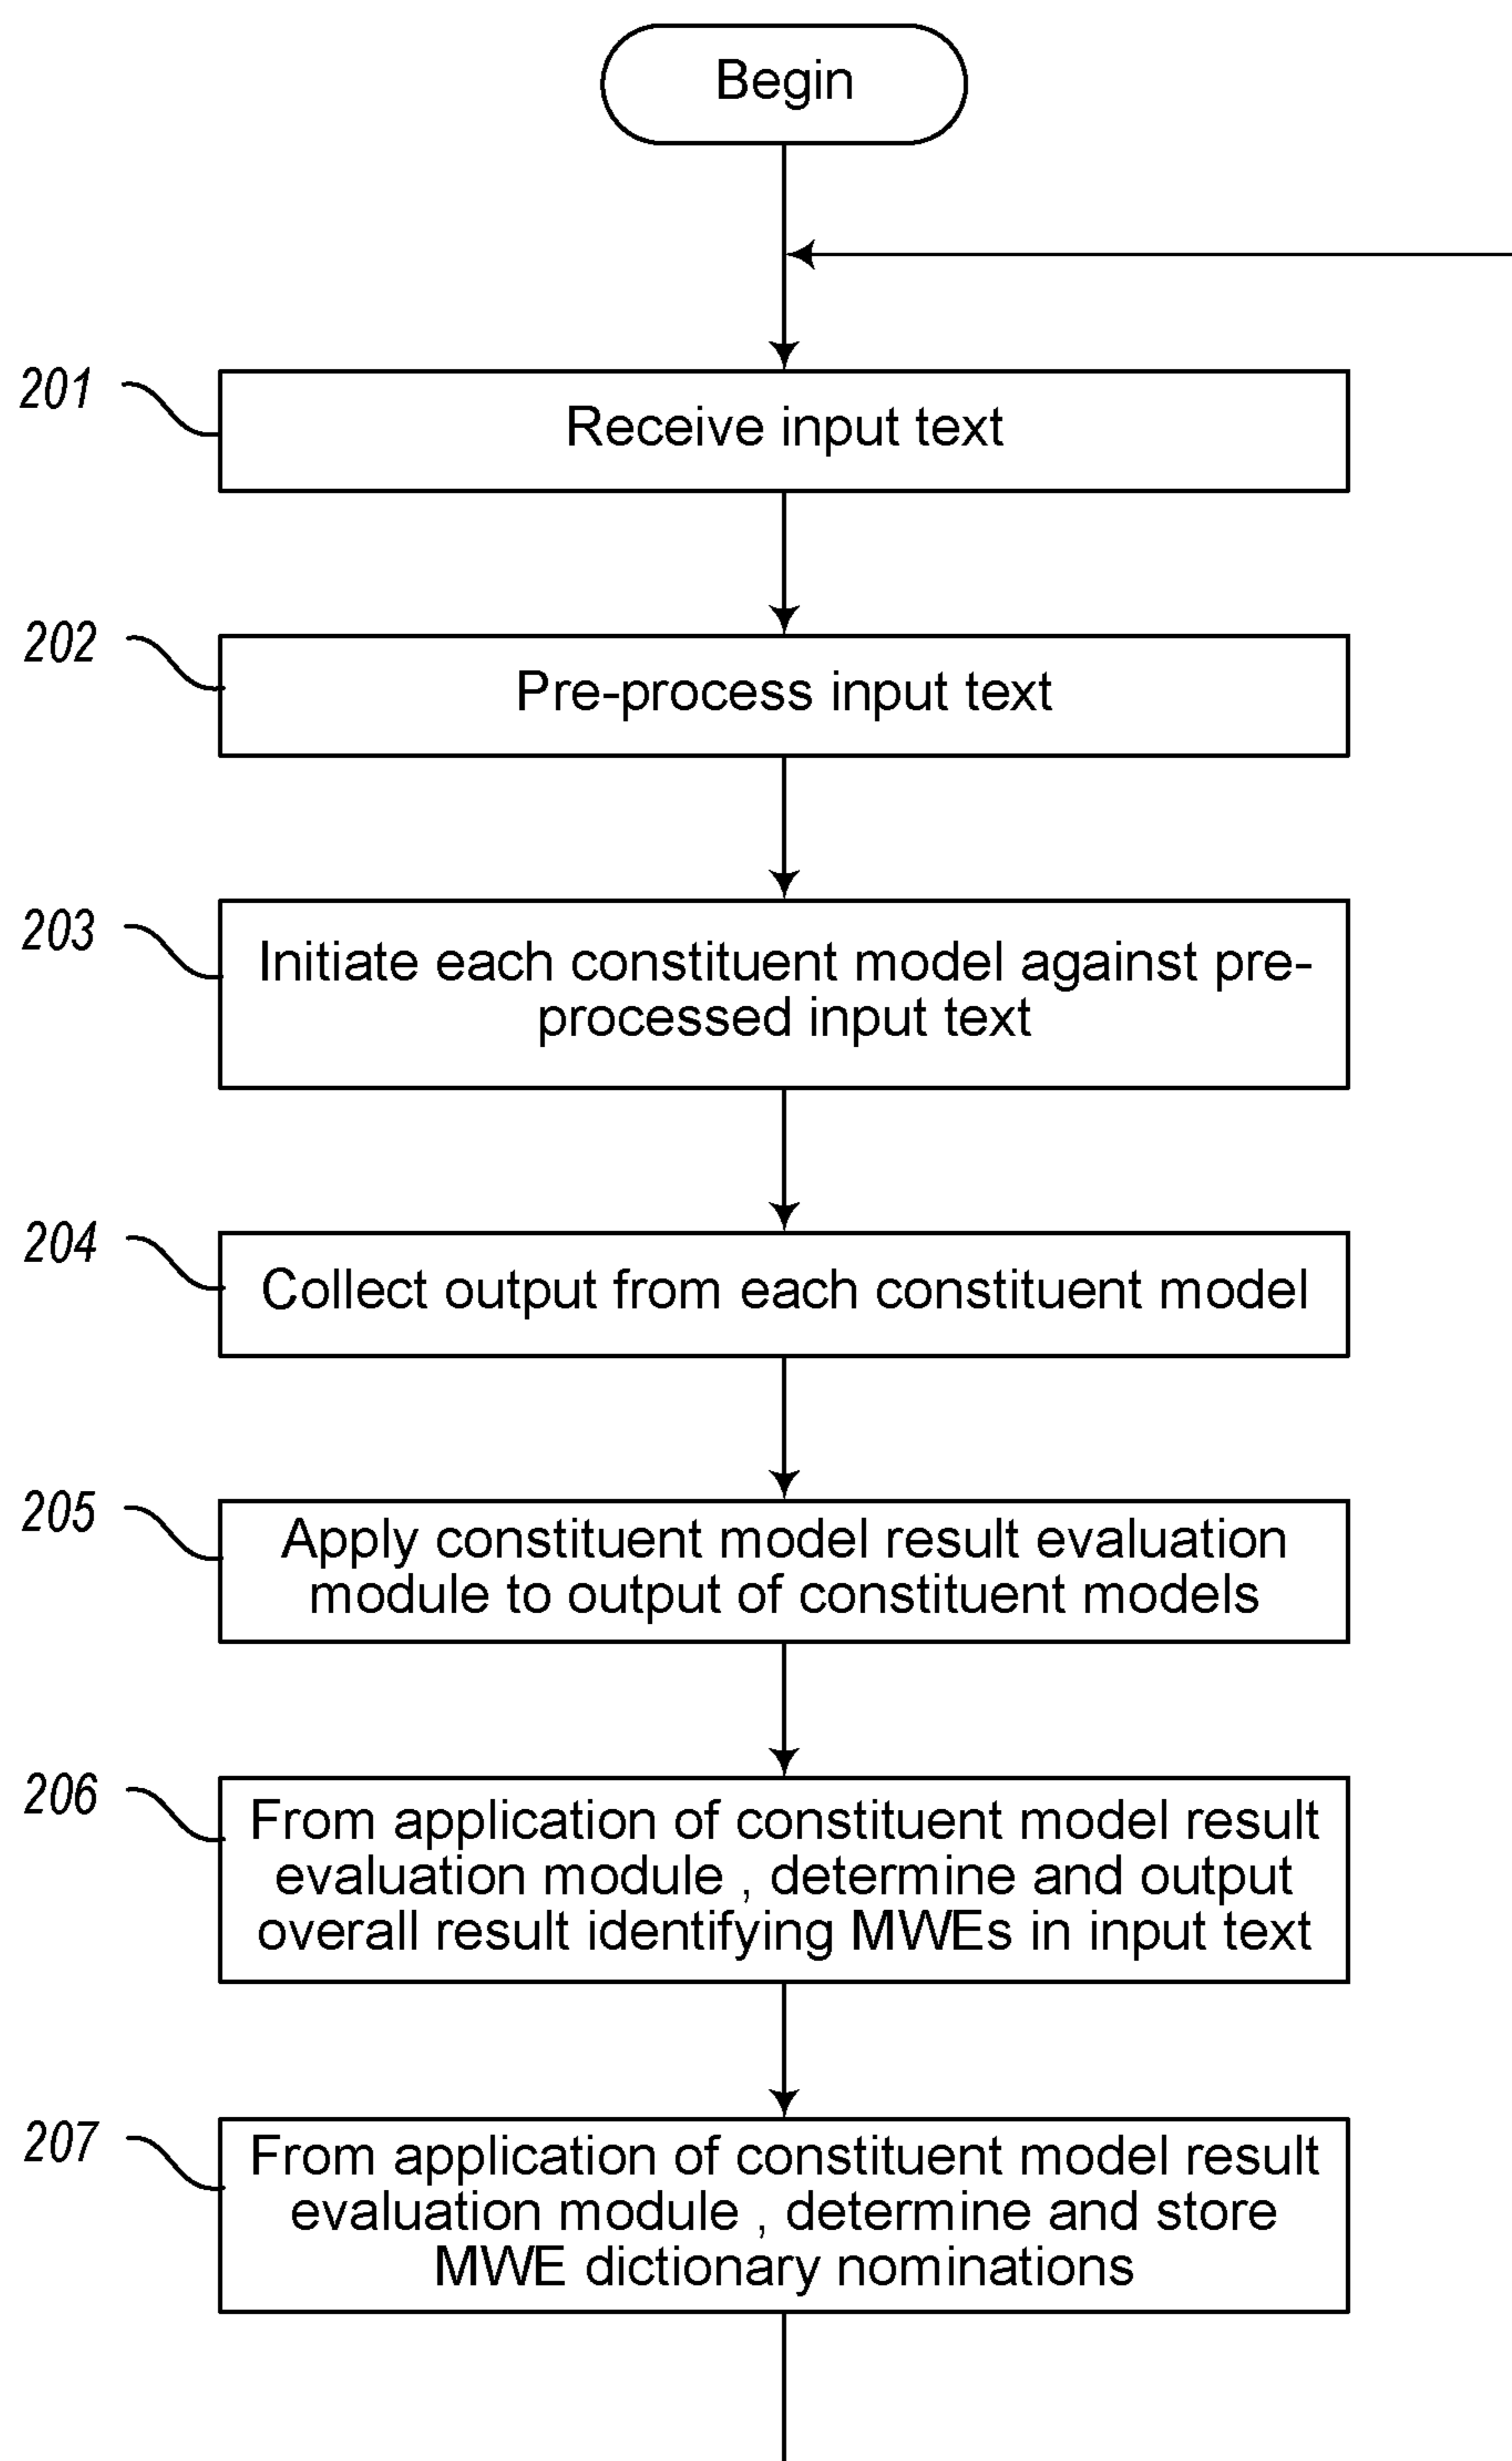 Begin
201
Receive input text
202
Pre-process input text
203
Initiate each constituent model against pre-
processed input text
204
Collect output from each constituent model
205
Apply constituent model result evaluation
module to output of constituent models
206
From application of constituent model result
evaluation module , determine and output
overall result identifying MWEs in input text
207
From application of constituent model result
evaluation module , determine and store
MWE dictionary nominations